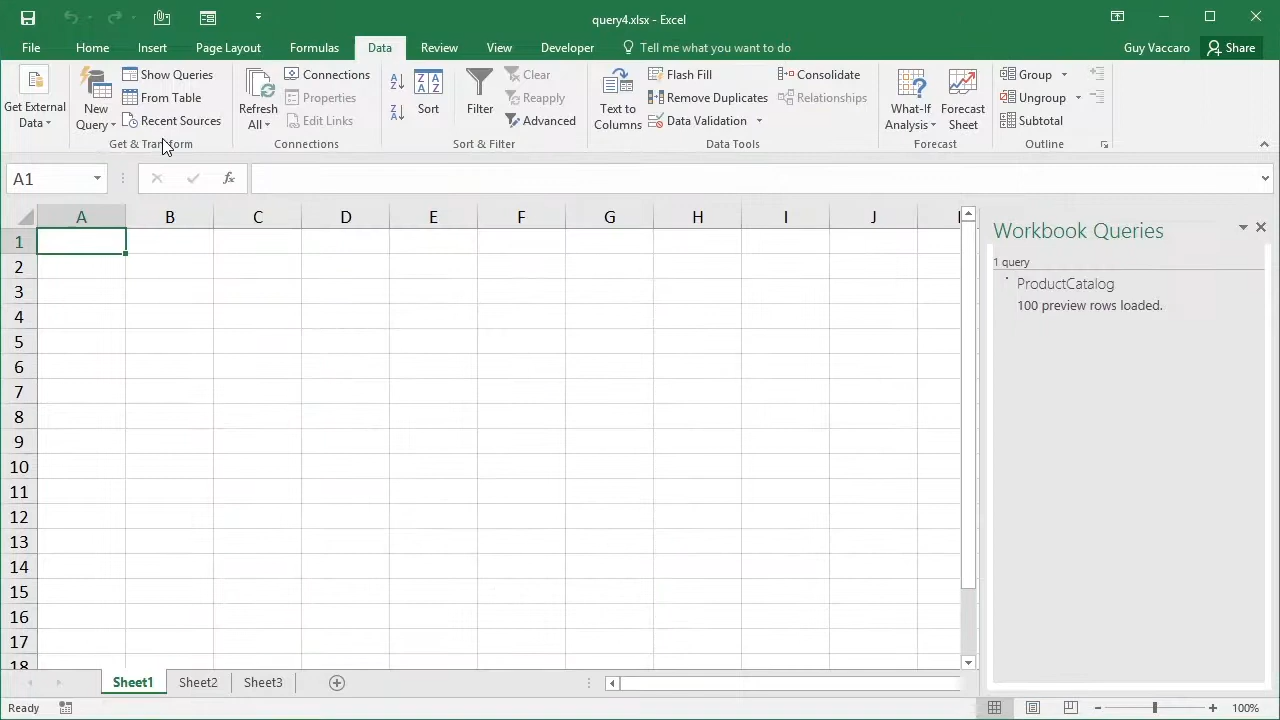 query4.xlsx - Excel
File Home Insert Page Layout Formulas Data Review View Developer Tell me what you want to do Guy Vaccaro Share
Get External Data
New Query
Show Queries
From Table
Recent Sources
Get & Transform
Refresh All
Connections
Properties
Edit Links
Connections
Sort
Filter
Clear
Reapply
Advanced
Sort & Filter
Text to Columns
Flash Fill
Remove Duplicates
Data Validation
Consolidate
Relationships
Data Tools
What-If Analysis
Forecast Sheet
Forecast
Group
Ungroup
Subtotal
Outline
A1
fx
A B C D E F G H I J
1
2
3
4
5
6
7
8
9
10
11
12
13
14
15
16
17
18
Workbook Queries
1 query
ProductCatalog
100 preview rows loaded.
Sheet1 Sheet2 Sheet3
Ready
100%